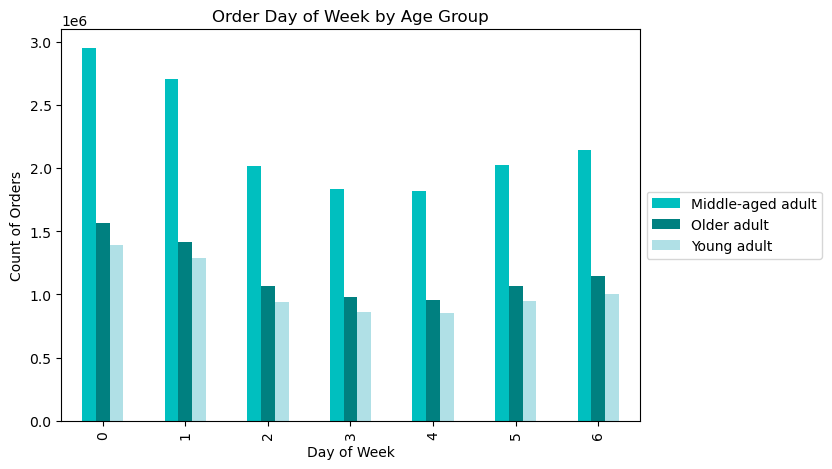 Order Day of Week by Age Group
1e6
3.0
2.5
2.0
1.5
1.0
0.5
0.0
Count of Orders
0 1 2 3 4 5 6
Day of Week
Middle-aged adult
Older adult
Young adult